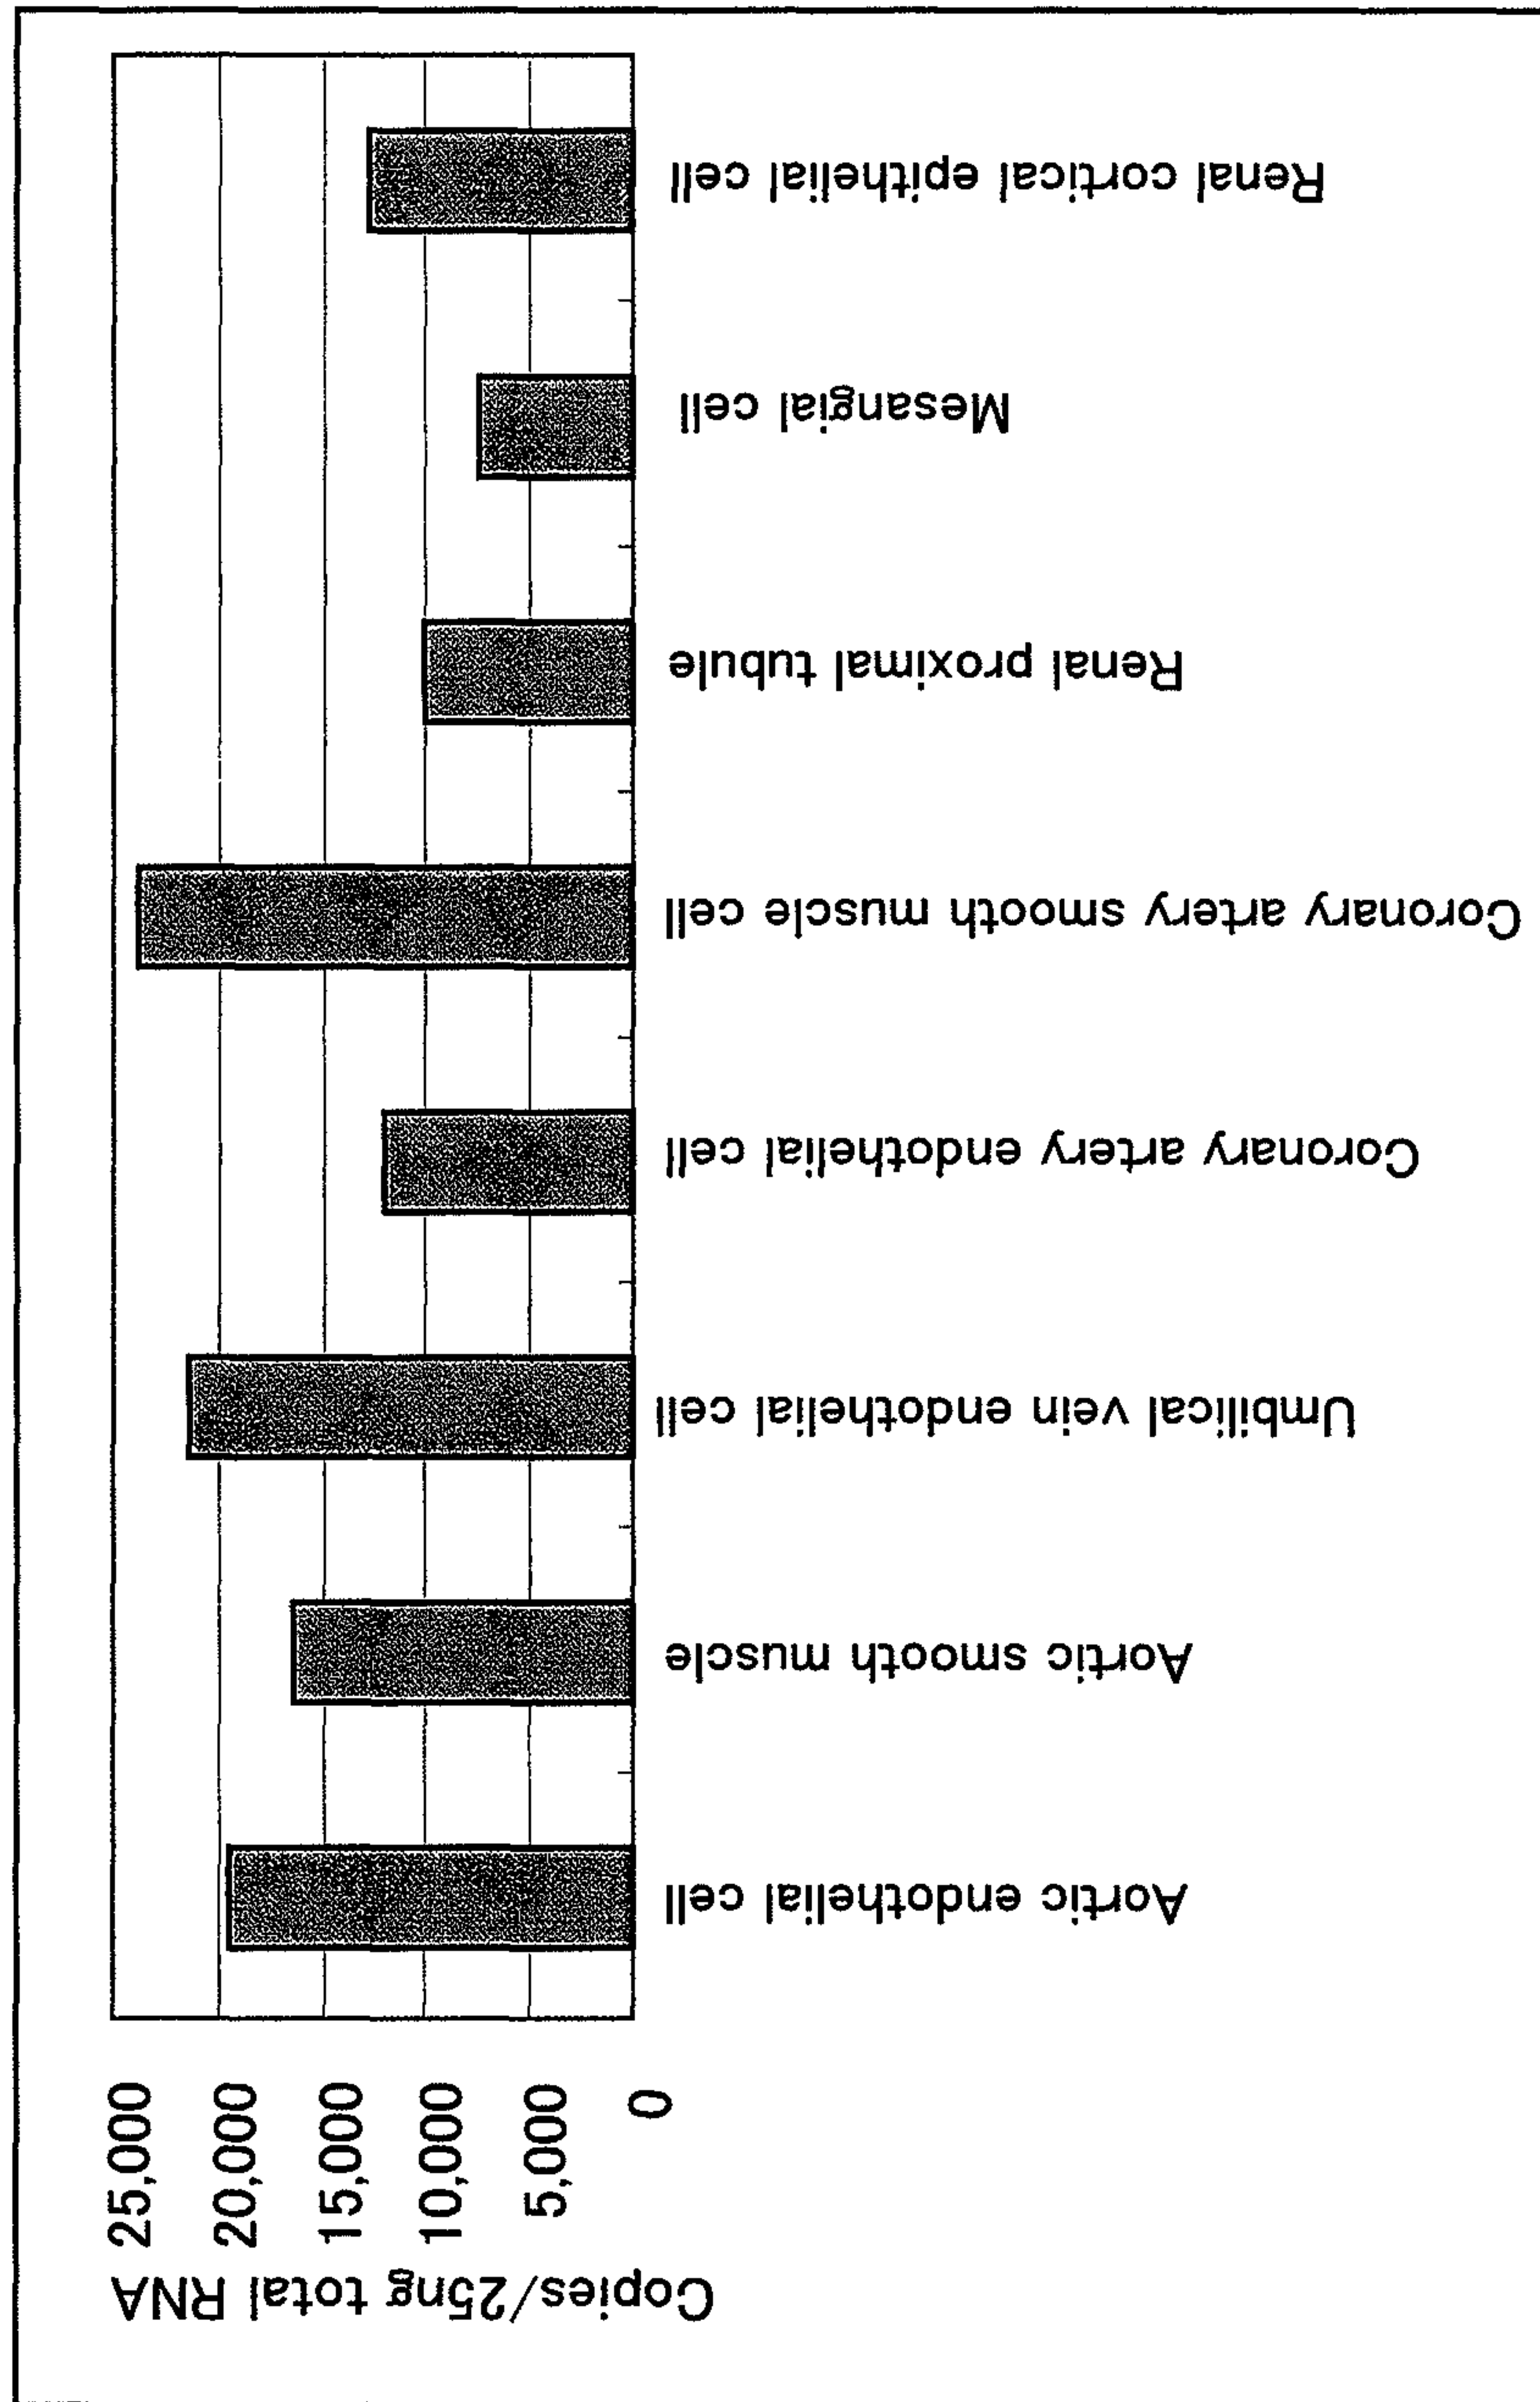 Copies/25ng total RNA
25,000
20,000
15,000
10,000
5,000
0
Aortic endothelial cell
Aortic smooth muscle
Umbilical vein endothelial cell
Coronary artery endothelial cell
Coronary artery smooth muscle cell
Renal proximal tubule
Mesangial cell
Renal cortical epithelial cell